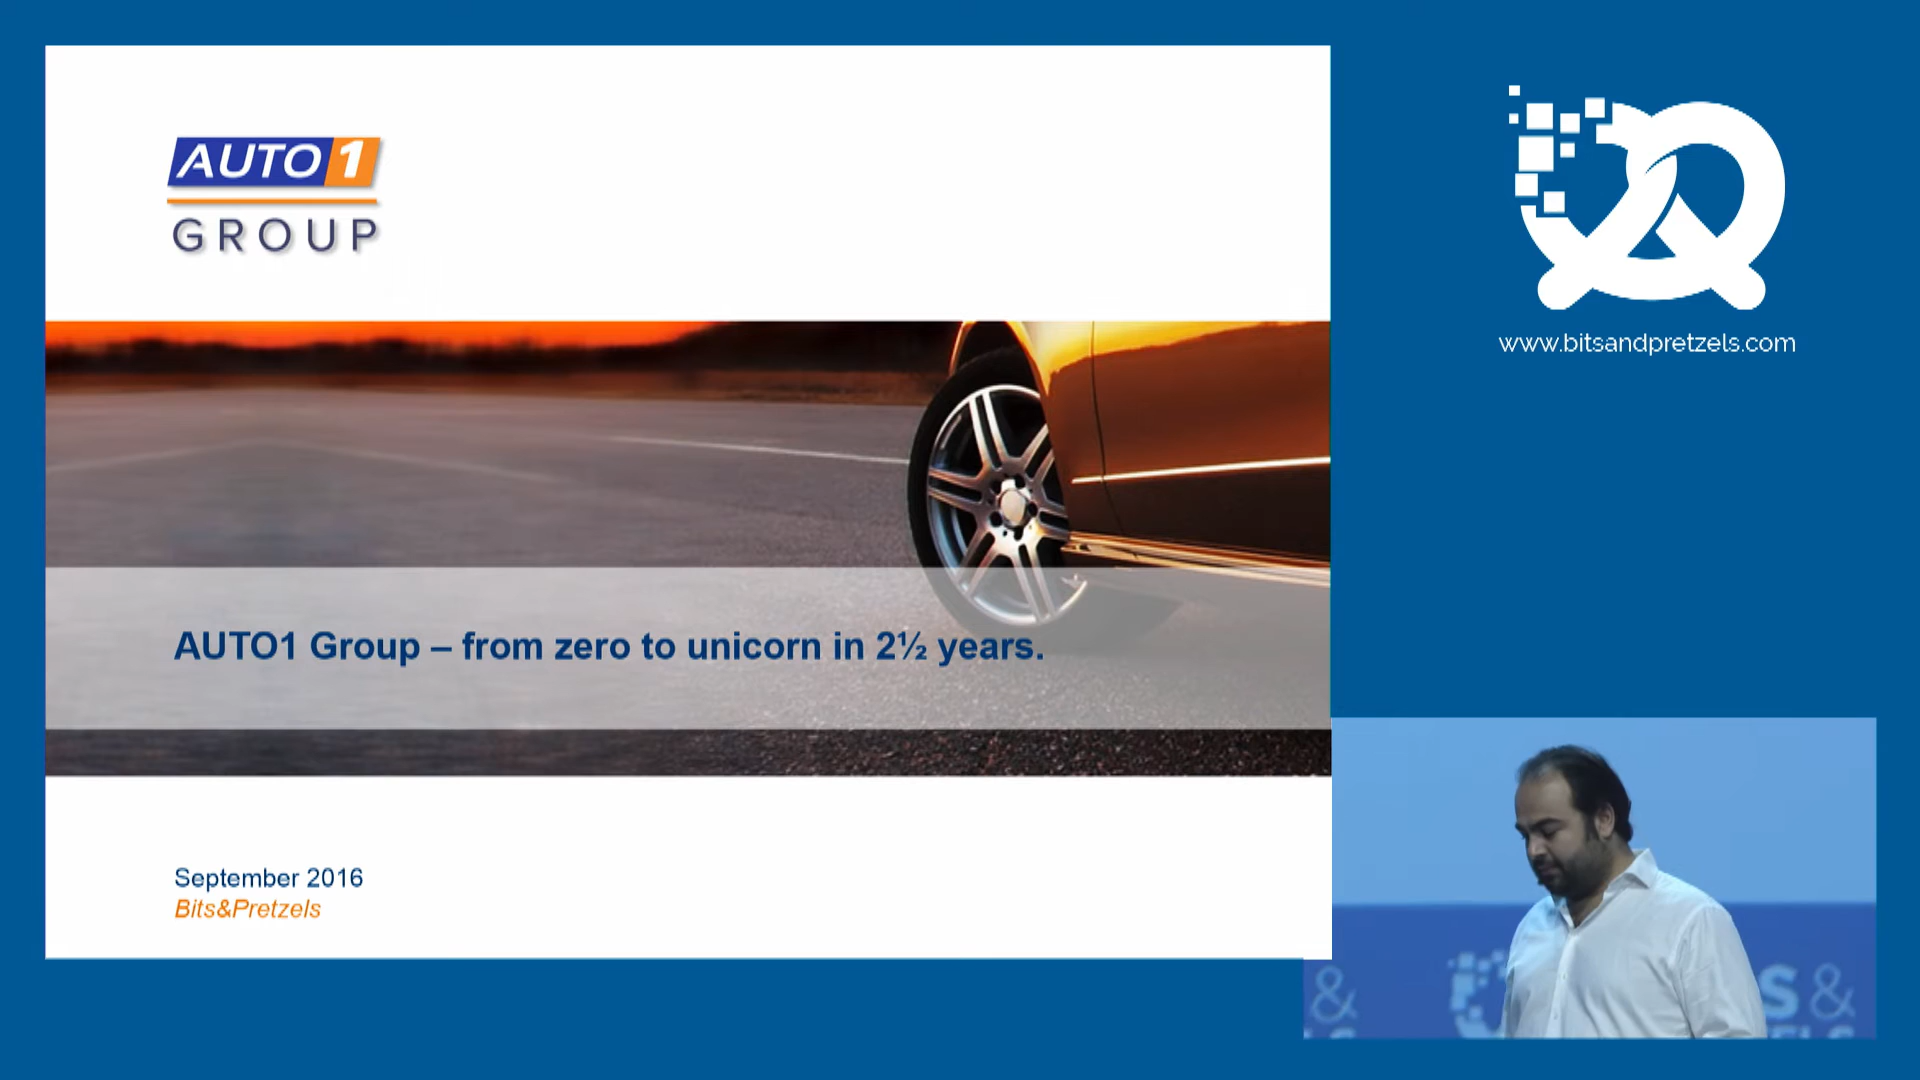 AUTO1
GROUP
www.bitsandpretzels.com
AUTO1 Group – from zero to unicorn in 2½ years.
September 2016
Bits&Pretzels
&
S&